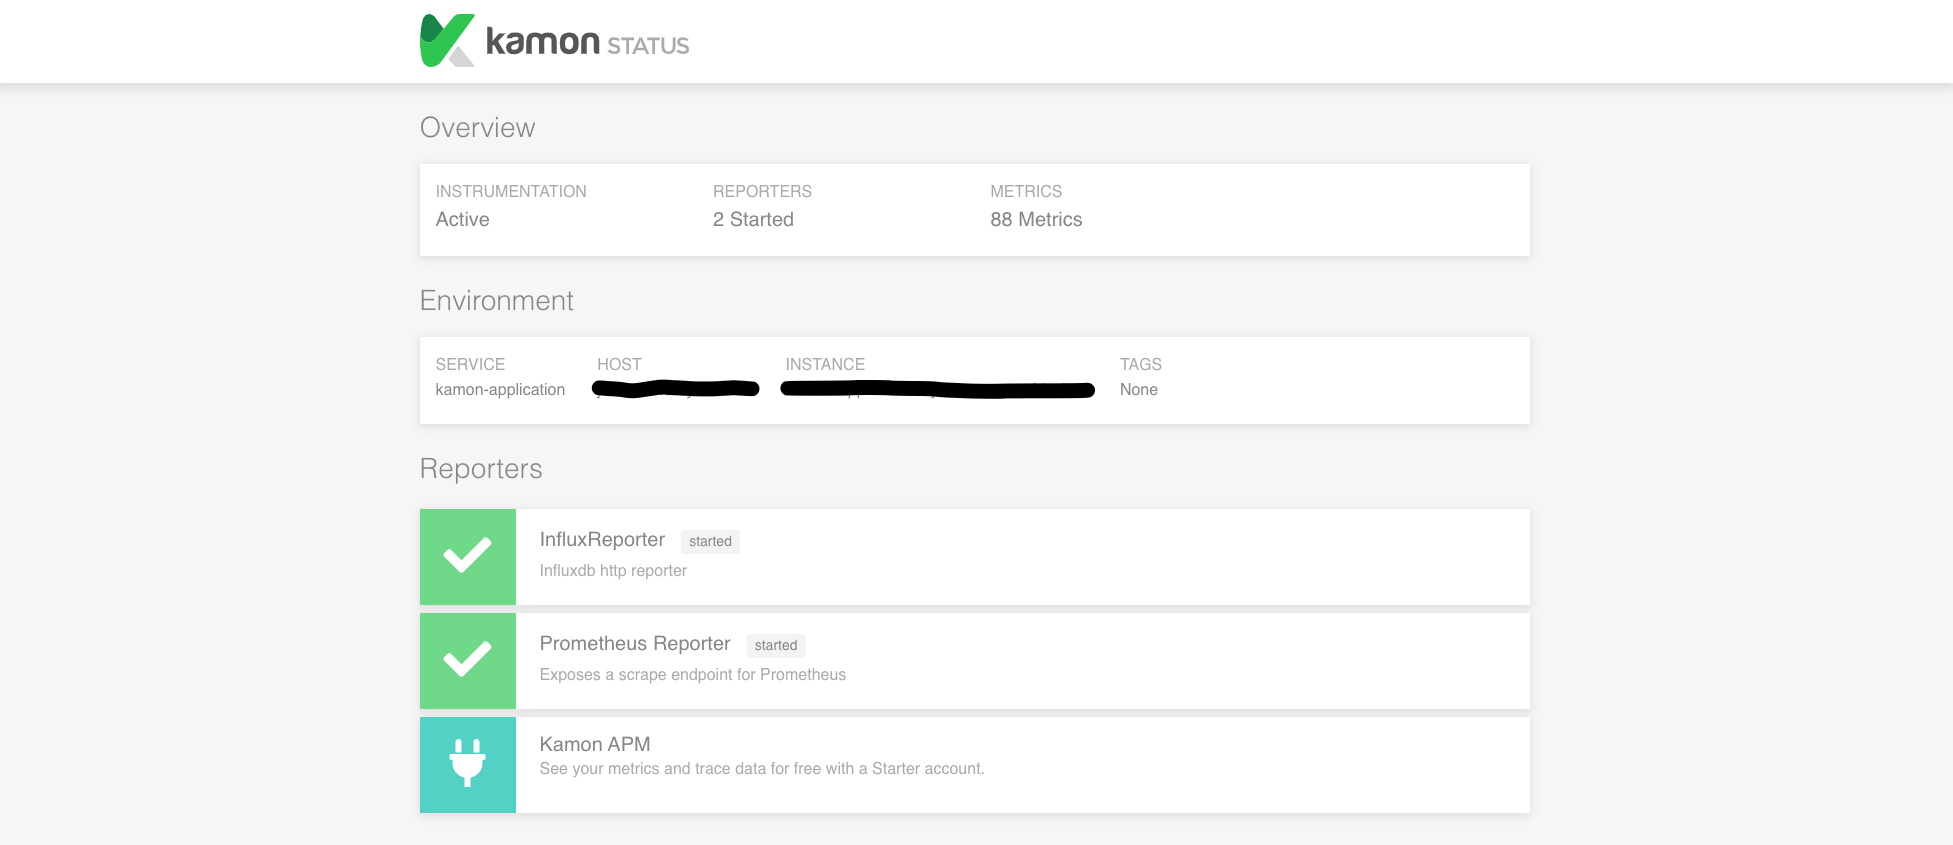 kamon STATUS
Overview
INSTRUMENTATION REPORTERS METRICS
Active 2 Started 88 Metrics
Environment
SERVICE HOST INSTANCE TAGS
kamon-application None
Reporters
InfluxReporter started
Influxdb http reporter
Prometheus Reporter started
Exposes a scrape endpoint for Prometheus
Kamon APM
See your metrics and trace data for free with a Starter account.